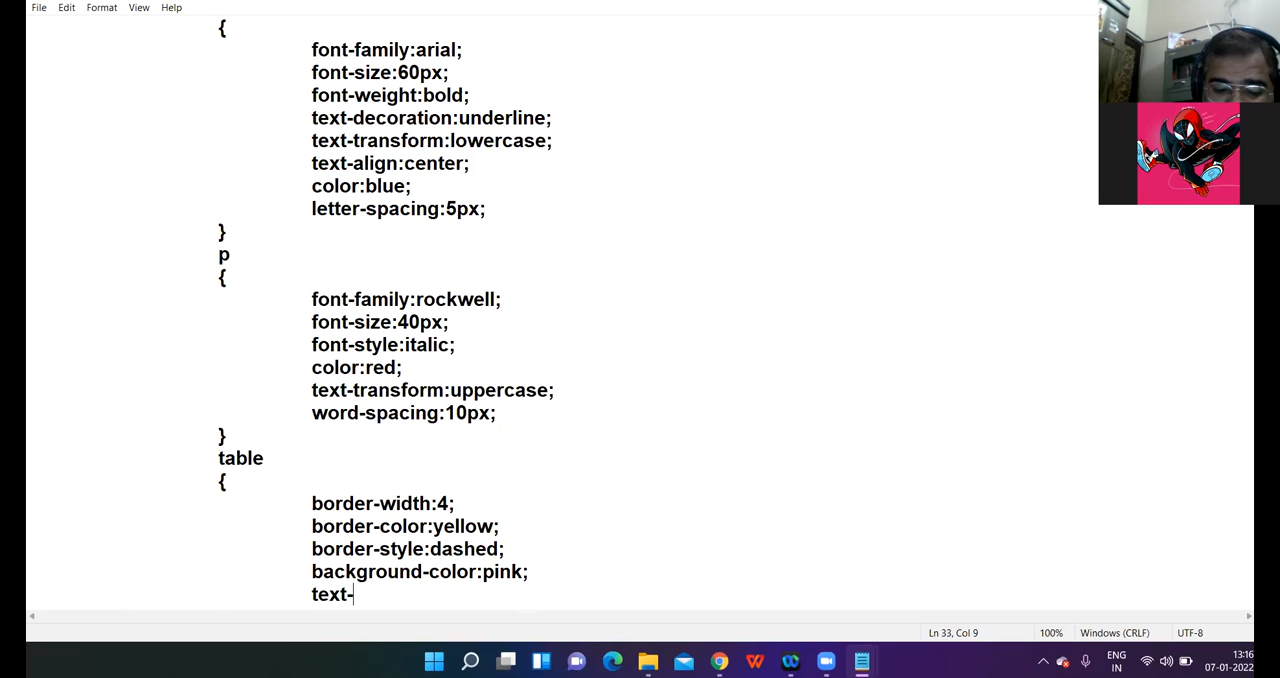 File Edit Format View Help
{
font-family:arial;
font-size:60px;
font-weight:bold;
text-decoration:underline;
text-transform:lowercase;
text-align:center;
color:blue;
letter-spacing:5px;
}
p
{
font-family:rockwell;
font-size:40px;
font-style:italic;
color:red;
text-transform:uppercase;
word-spacing:10px;
}
table
{
border-width:4;
border-color:yellow;
border-style:dashed;
background-color:pink;
text-
Ln 33, Col 9 100% Windows (CRLF) UTF-8
ENG 13:16
IN 07-01-2022